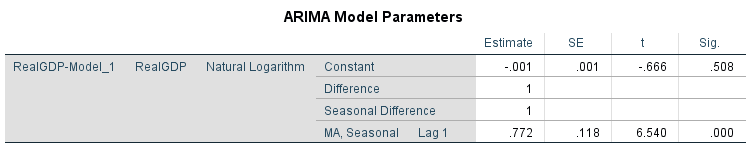 ARIMA Model Parameters
Estimate SE t Sig.
RealGDP-Model_1 RealGDP Natural Logarithm Constant -.001 .001 -.666 .508
Difference 1
Seasonal Difference 1
MA, Seasonal Lag 1 .772 .118 6.540 .000